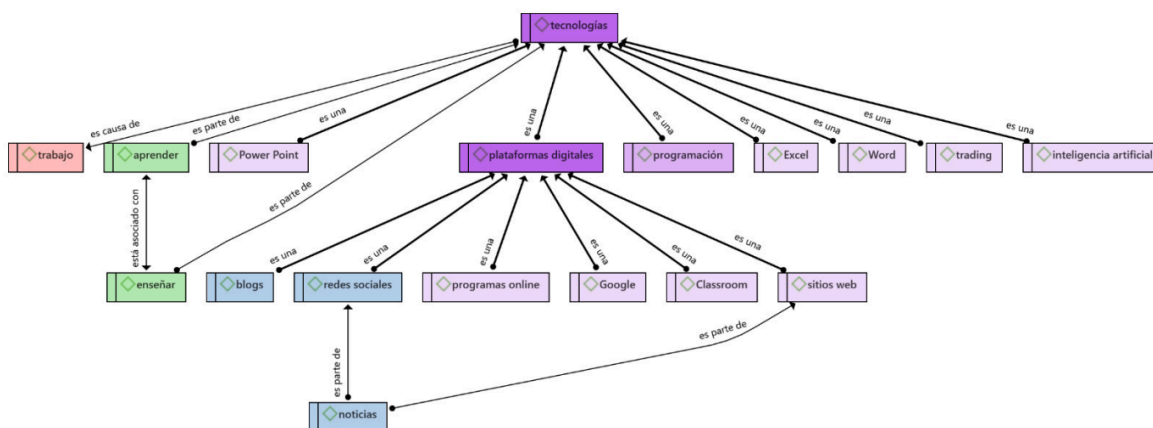 tecnologías
es causa de
es parte de
es una
es parte de
es una
es una
es una
es una
es una
es una
trabajo
aprender
Power Point
plataformas digitales
programación
Excel
Word
trading
inteligencia artificial
está asociado con
es una
es una
es una
es una
es una
es una
enseñar
blogs
redes sociales
programas online
Google
Classroom
sitios web
es parte de
es parte de
noticias